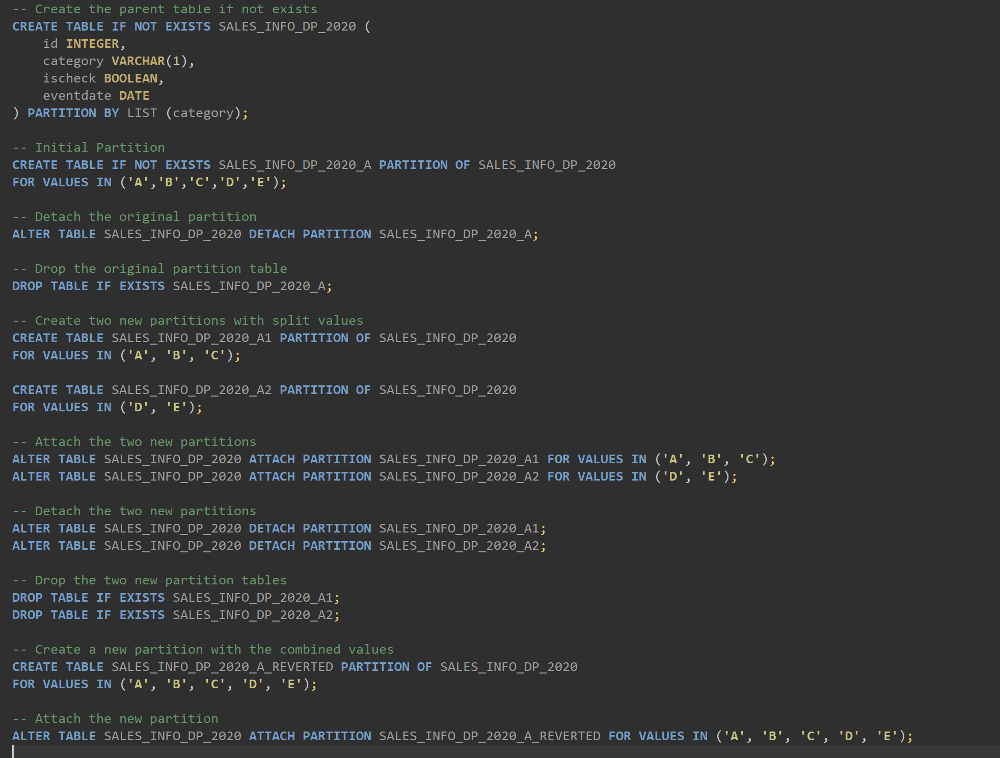 -- Create the parent table if not exists
CREATE TABLE IF NOT EXISTS SALES_INFO_DP_2020 (
    id INTEGER,
    category VARCHAR(1),
    ischeck BOOLEAN,
    eventdate DATE
) PARTITION BY LIST (category);

-- Initial Partition
CREATE TABLE IF NOT EXISTS SALES_INFO_DP_2020_A PARTITION OF SALES_INFO_DP_2020
FOR VALUES IN ('A','B','C','D','E');

-- Detach the original partition
ALTER TABLE SALES_INFO_DP_2020 DETACH PARTITION SALES_INFO_DP_2020_A;

-- Drop the original partition table
DROP TABLE IF EXISTS SALES_INFO_DP_2020_A;

-- Create two new partitions with split values
CREATE TABLE SALES_INFO_DP_2020_A1 PARTITION OF SALES_INFO_DP_2020
FOR VALUES IN ('A', 'B', 'C');

CREATE TABLE SALES_INFO_DP_2020_A2 PARTITION OF SALES_INFO_DP_2020
FOR VALUES IN ('D', 'E');

-- Attach the two new partitions
ALTER TABLE SALES_INFO_DP_2020 ATTACH PARTITION SALES_INFO_DP_2020_A1 FOR VALUES IN ('A', 'B', 'C');
ALTER TABLE SALES_INFO_DP_2020 ATTACH PARTITION SALES_INFO_DP_2020_A2 FOR VALUES IN ('D', 'E');

-- Detach the two new partitions
ALTER TABLE SALES_INFO_DP_2020 DETACH PARTITION SALES_INFO_DP_2020_A1;
ALTER TABLE SALES_INFO_DP_2020 DETACH PARTITION SALES_INFO_DP_2020_A2;

-- Drop the two new partition tables
DROP TABLE IF EXISTS SALES_INFO_DP_2020_A1;
DROP TABLE IF EXISTS SALES_INFO_DP_2020_A2;

-- Create a new partition with the combined values
CREATE TABLE SALES_INFO_DP_2020_A_REVERTED PARTITION OF SALES_INFO_DP_2020
FOR VALUES IN ('A', 'B', 'C', 'D', 'E');

-- Attach the new partition
ALTER TABLE SALES_INFO_DP_2020 ATTACH PARTITION SALES_INFO_DP_2020_A_REVERTED FOR VALUES IN ('A', 'B', 'C', 'D', 'E');